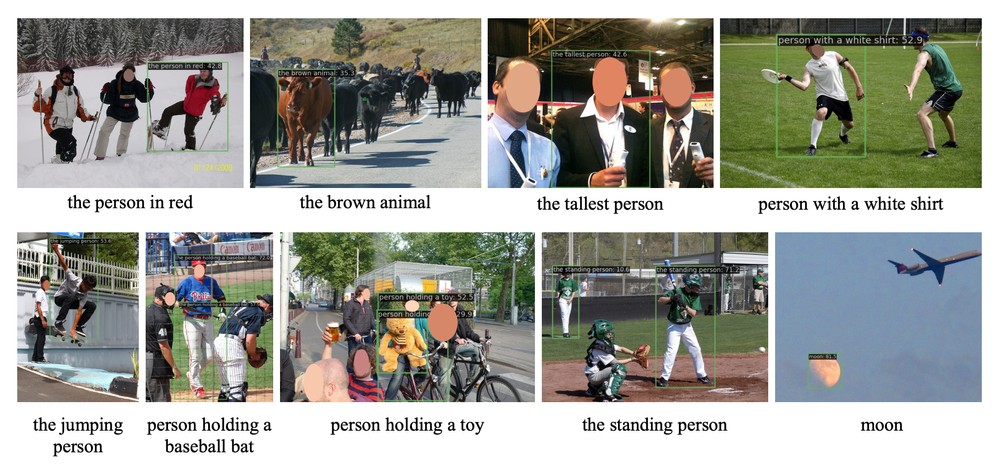 the person in red: 42.8
the brown animal: 35.3
the tallest person: 42.6
person with a white shirt: 52.9
the person in red
the brown animal
the tallest person
person with a white shirt
the jumping person: 53.6
Canon
person holding a baseball bat:
person holding a baseball bat:
Phillies
person holding a toy: 52.5
person holding a toy: 29.9
the standing person: 10.6
the standing person: 71.2
moon: 81.5
the jumping
person
person holding a
baseball bat
person holding a toy
the standing person
moon